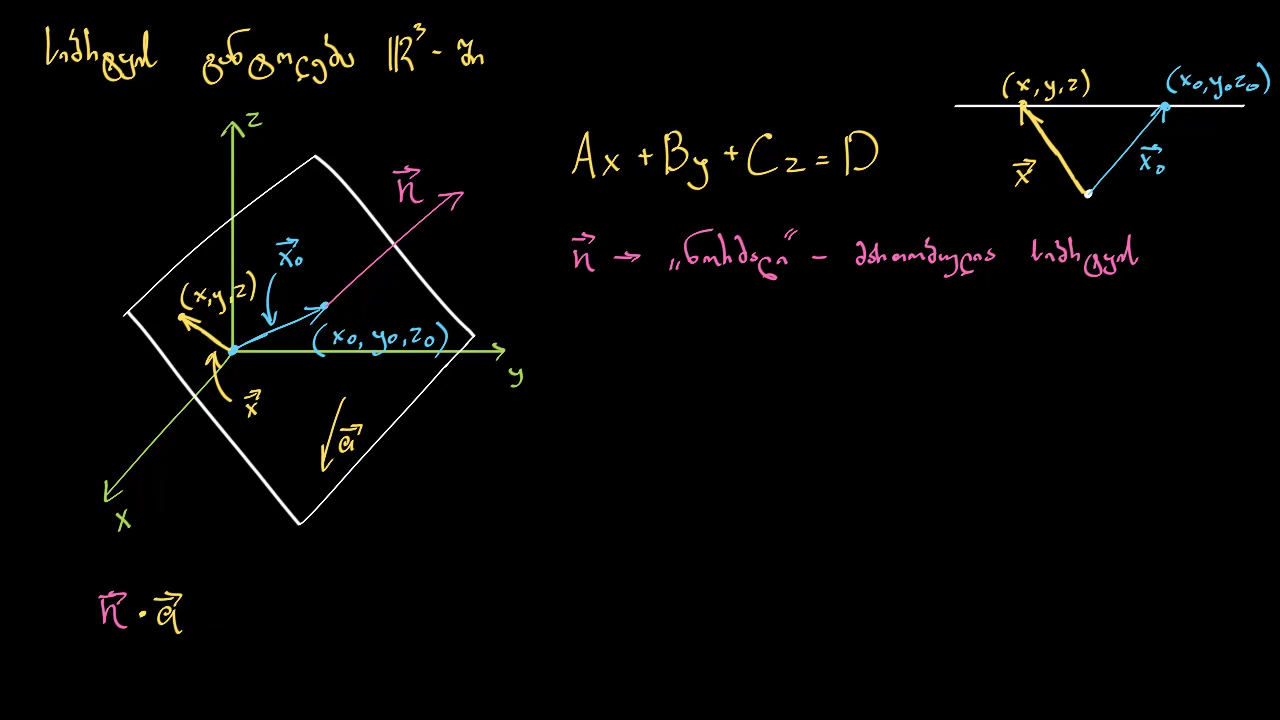 სიბრტყის განტოლება ℝ³-ში
(x, y, z)
(x₀, y₀ z₀)
z
Ax + By + Cz = D
n⃗
x⃗
x⃗₀
x⃗₀
n⃗ → „ნორმალი“ - მართობულია სიბრტყის
(x, y, z)
(x₀, y₀, z₀)
y
x⃗
a⃗
x
n⃗ · a⃗